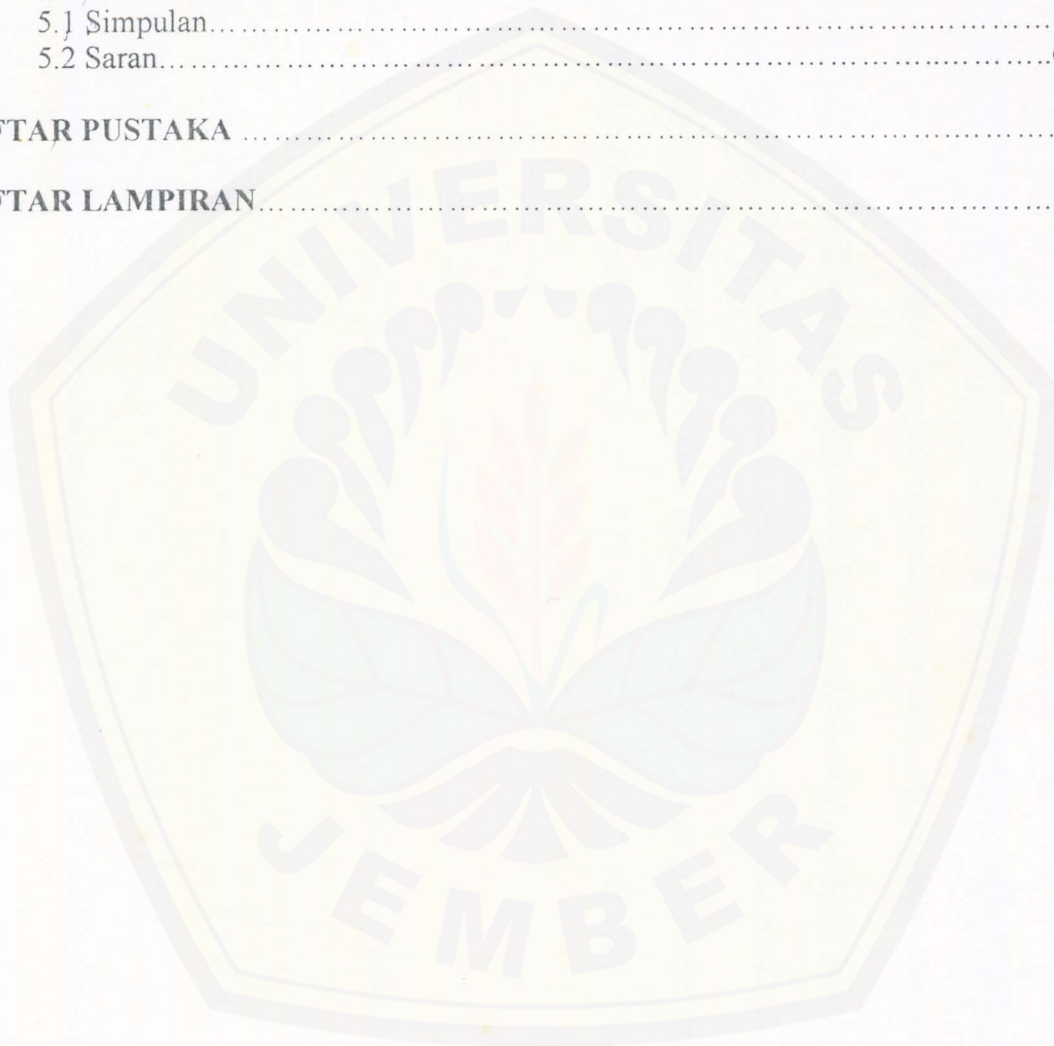 5.1 Simpulan……………………………………………………………………
5.2 Saran…………………………………………………………………………
FTAR PUSTAKA ……………………………………………………………
FTAR LAMPIRAN……………………………………………………………
UNIVERSITAS
JEMBER